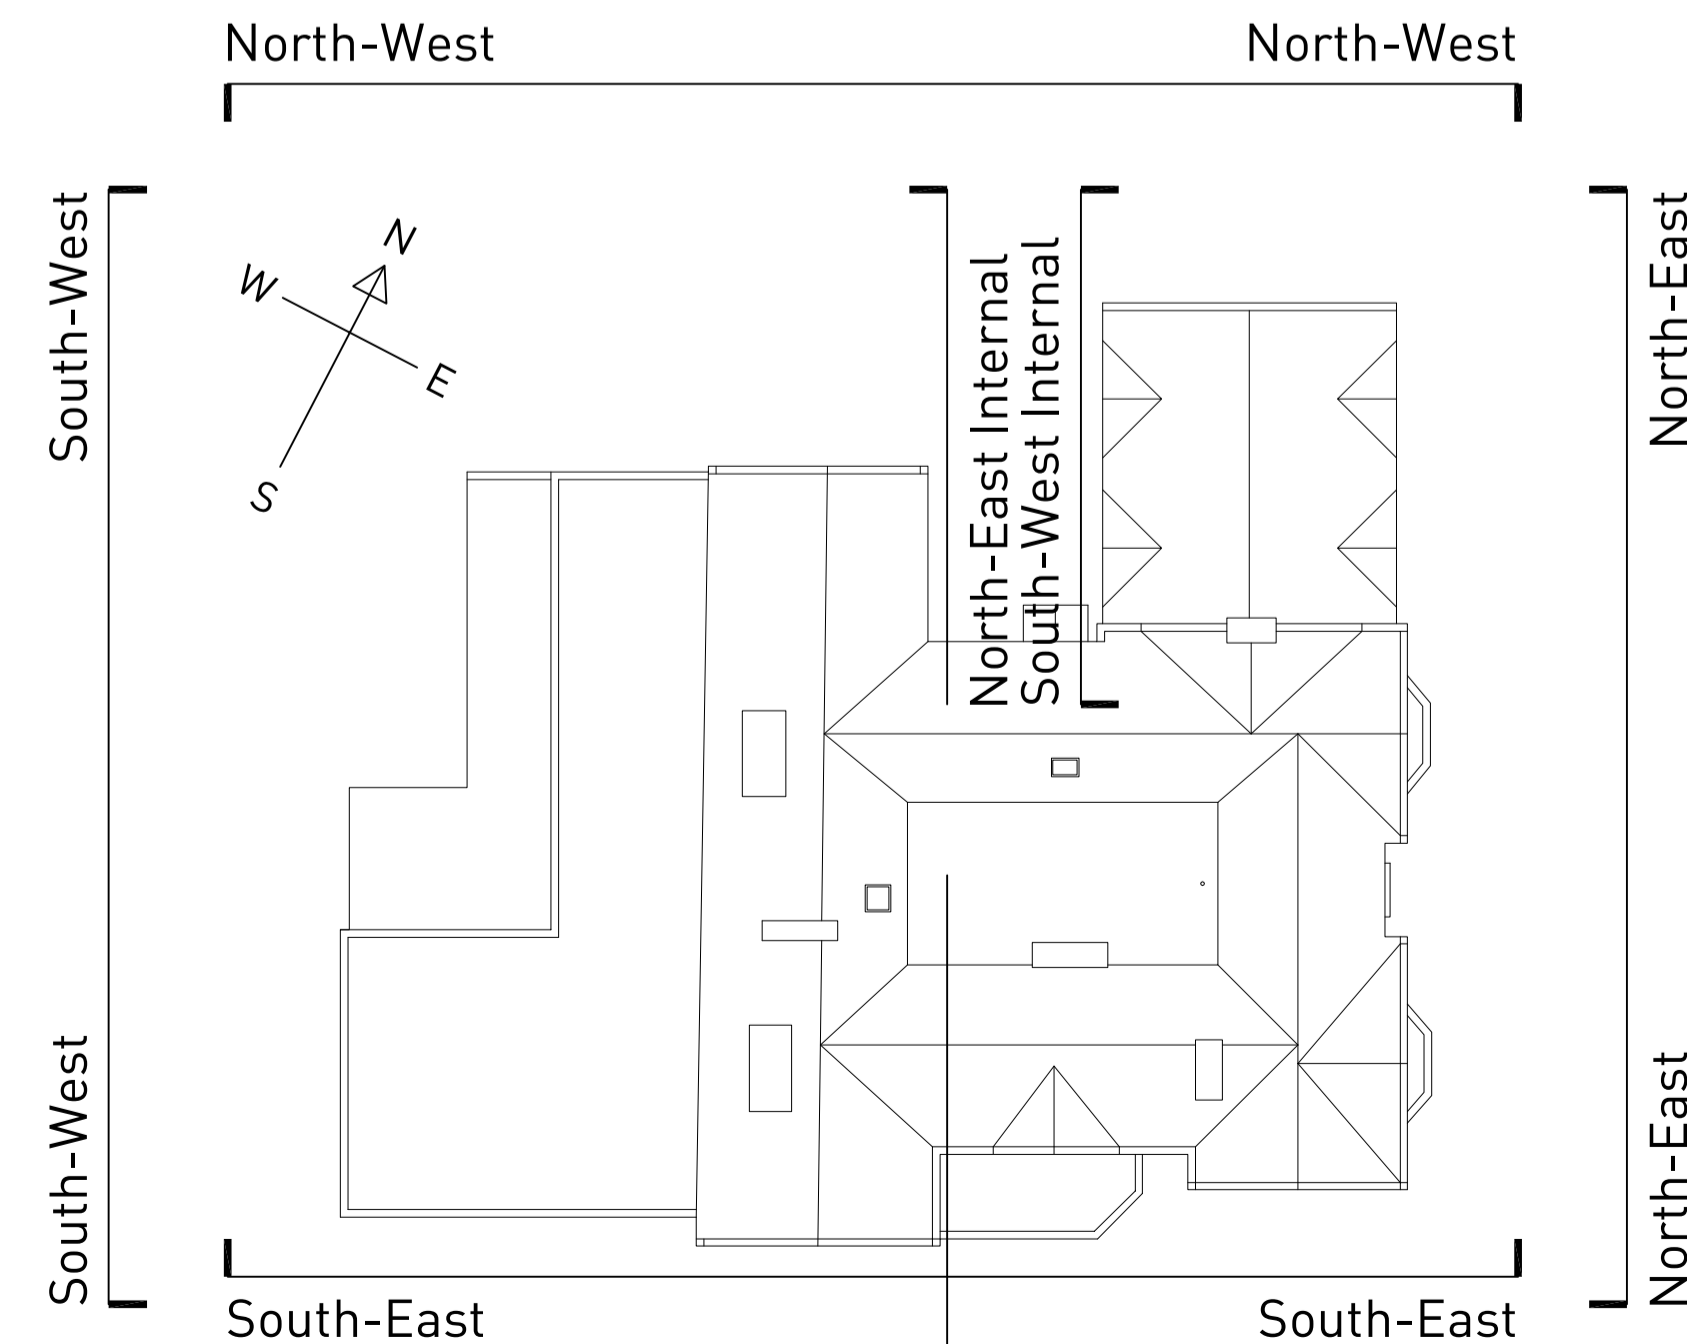 North-West
North-West
South-West
North-East
N
W
E
S
North-East Internal
South-West Internal
South-West
North-East
South-East
South-East